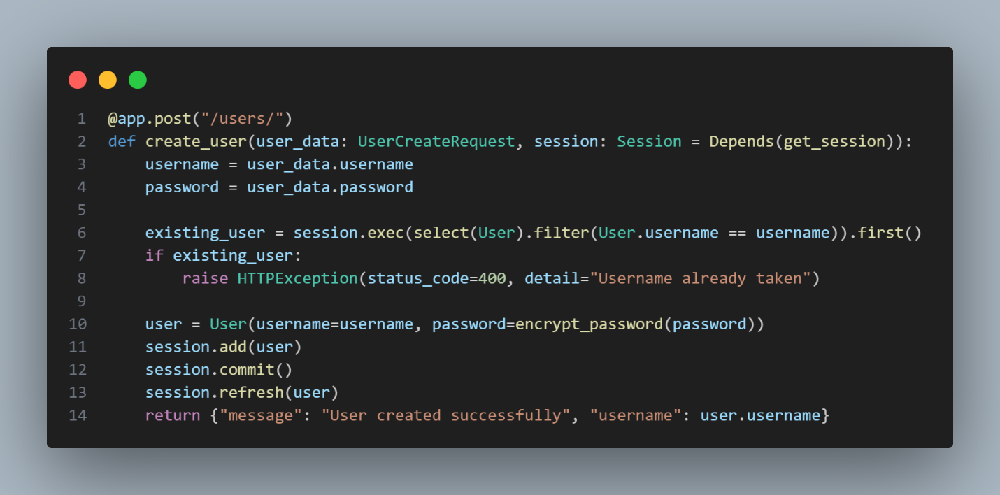 1 @app.post("/users/")
2 def create_user(user_data: UserCreateRequest, session: Session = Depends(get_session)):
3     username = user_data.username
4     password = user_data.password
5
6     existing_user = session.exec(select(User).filter(User.username == username)).first()
7     if existing_user:
8         raise HTTPException(status_code=400, detail="Username already taken")
9
10     user = User(username=username, password=encrypt_password(password))
11     session.add(user)
12     session.commit()
13     session.refresh(user)
14     return {"message": "User created successfully", "username": user.username}